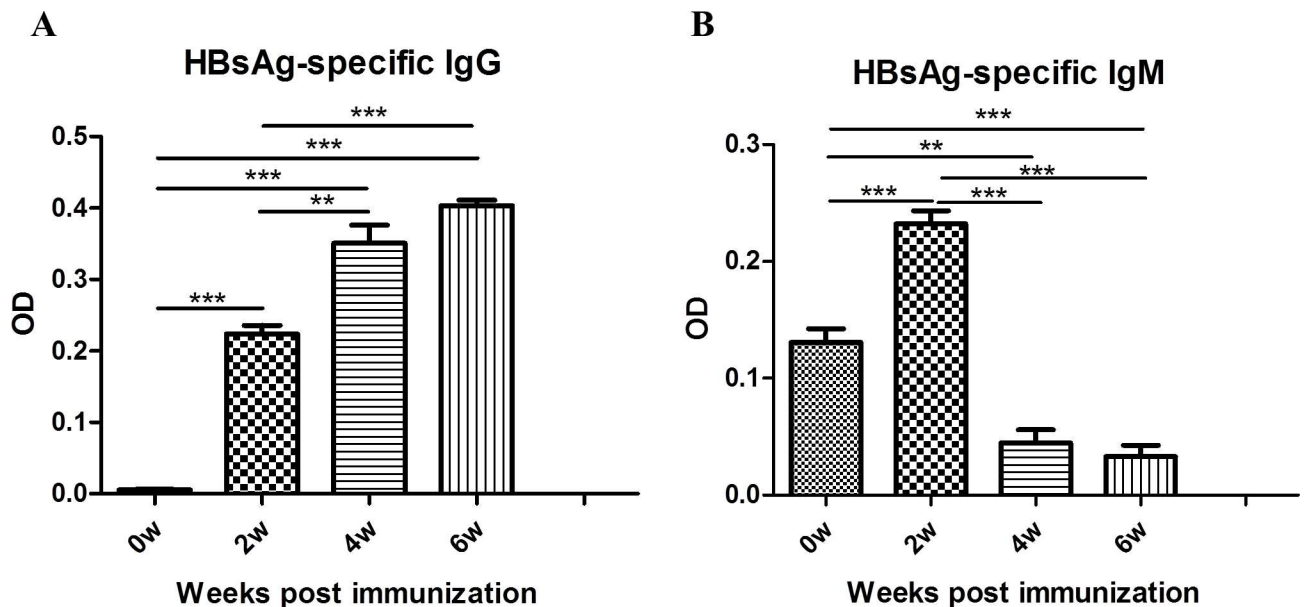 A
HBsAg-specific IgG
***
***
***
**
***
0.5
0.4
0.3
0.2
0.1
0.0
OD
0w
2w
4w
6w
Weeks post immunization
B
HBsAg-specific IgM
***
**
***
***
***
0.3
0.2
0.1
0.0
OD
0w
2w
4w
6w
Weeks post immunization